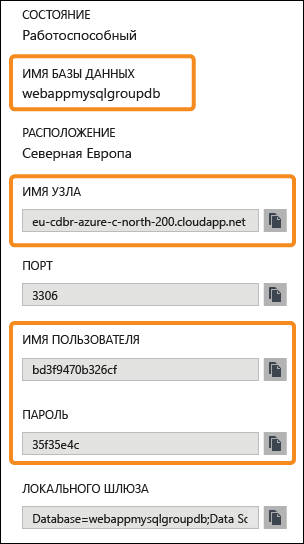 СОСТОЯНИЕ
Работоспособный
ИМЯ БАЗЫ ДАННЫХ
webappmysqlgroupdb
РАСПОЛОЖЕНИЕ
Северная Европа
ИМЯ УЗЛА
eu-cdbr-azure-c-north-200.cloudapp.net
ПОРТ
3306
ИМЯ ПОЛЬЗОВАТЕЛЯ
bd3f9470b326cf
ПАРОЛЬ
35f35e4c
ЛОКАЛЬНОГО ШЛЮЗА
Database=webappmysqlgroupdb;Data Sc